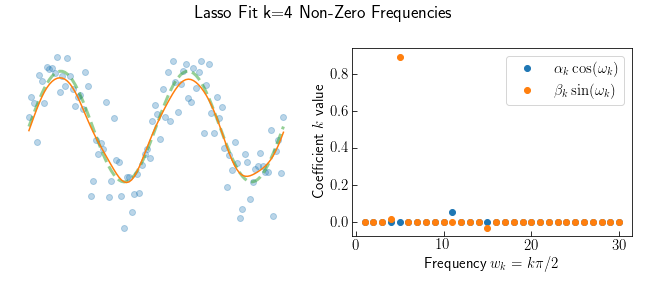 Lasso Fit k=4 Non-Zero Frequencies
α_k cos(ω_k)
β_k sin(ω_k)
Coefficient k value
0.8
0.6
0.4
0.2
0.0
0 10 20 30
Frequency w_k = kπ/2